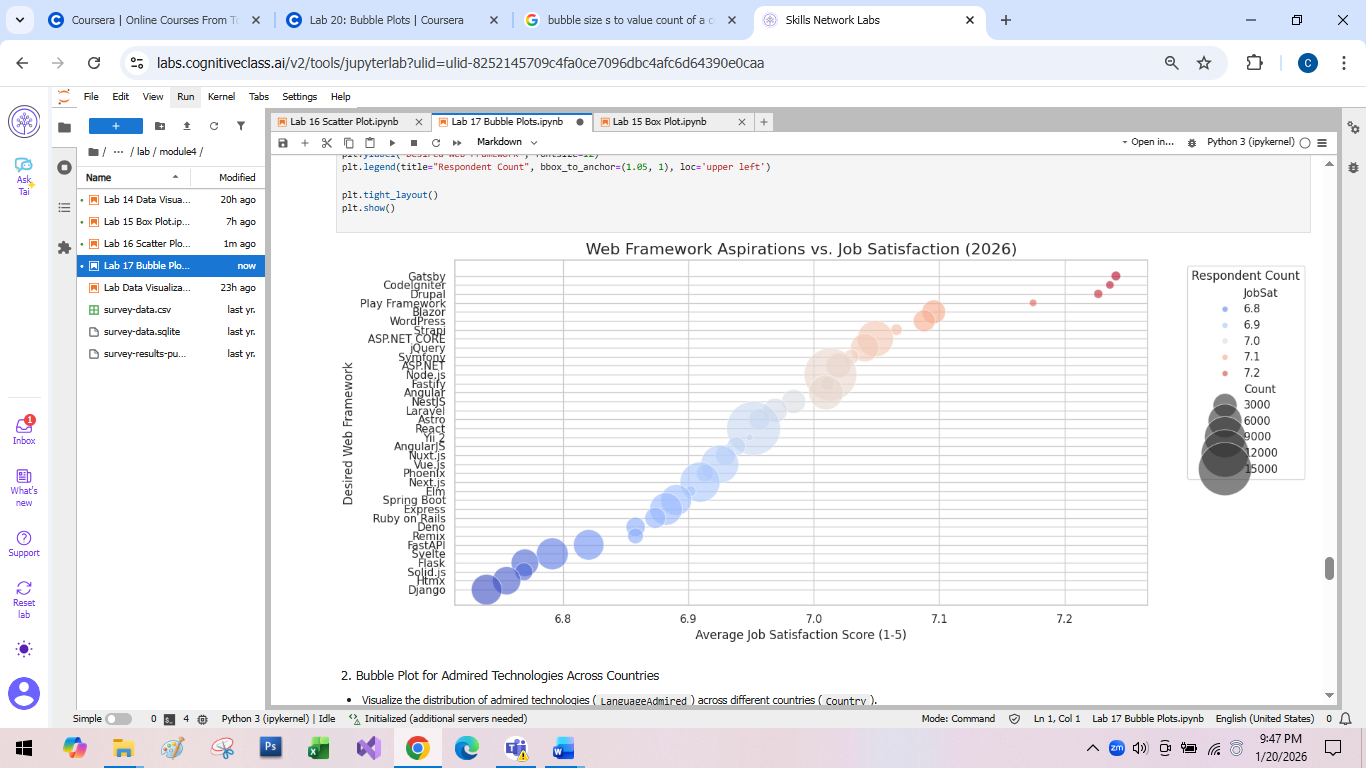 Coursera | Online Courses From To
Lab 20: Bubble Plots | Coursera
bubble size s to value count of a c
Skills Network Labs
labs.cognitiveclass.ai/v2/tools/jupyterlab?ulid=ulid-8252145709c4fa0ce7096dbc4afc6d64390e0caa
C
File Edit View Run Kernel Tabs Settings Help
Ask Tai
1
Inbox
What's new
Support
Reset lab
/ ··· / lab / module4 /
Name Modified
Lab 14 Data Visua... 20h ago
Lab 15 Box Plot.ip... 7h ago
Lab 16 Scatter Plo... 1m ago
Lab 17 Bubble Plo... now
Lab Data Visualiza... 23h ago
survey-data.csv last yr.
survey-data.sqlite last yr.
survey-results-pu... last yr.
Lab 16 Scatter Plot.ipynb
Lab 17 Bubble Plots.ipynb
Lab 15 Box Plot.ipynb
Markdown
Open in...
Python 3 (ipykernel)
plt.legend(title="Respondent Count", bbox_to_anchor=(1.05, 1), loc='upper left')
plt.tight_layout()
plt.show()
Web Framework Aspirations vs. Job Satisfaction (2026)
Desired Web Framework
Gatsby
CodeIgniter
Drupal
Play Framework
Blazor
WordPress
Strapi
ASP.NET CORE
jQuery
Symfony
ASP.NET
Node.js
Fastify
Angular
NestJS
Laravel
Astro
React
Yii 2
AngularJS
Nuxt.js
Vue.js
Phoenix
Next.js
Elm
Spring Boot
Express
Ruby on Rails
Deno
Remix
FastAPI
Svelte
Flask
Solid.js
Htmx
Django
6.8 6.9 7.0 7.1 7.2
Average Job Satisfaction Score (1-5)
Respondent Count
JobSat
6.8
6.9
7.0
7.1
7.2
Count
3000
6000
9000
12000
15000
2. Bubble Plot for Admired Technologies Across Countries
• Visualize the distribution of admired technologies ( LanguageAdmired ) across different countries ( Country ).
Simple 0 4 Python 3 (ipykernel) | Idle Initialized (additional servers needed) Mode: Command Ln 1, Col 1 Lab 17 Bubble Plots.ipynb English (United States) 0
Ps
zm
9:47 PM
1/20/2026